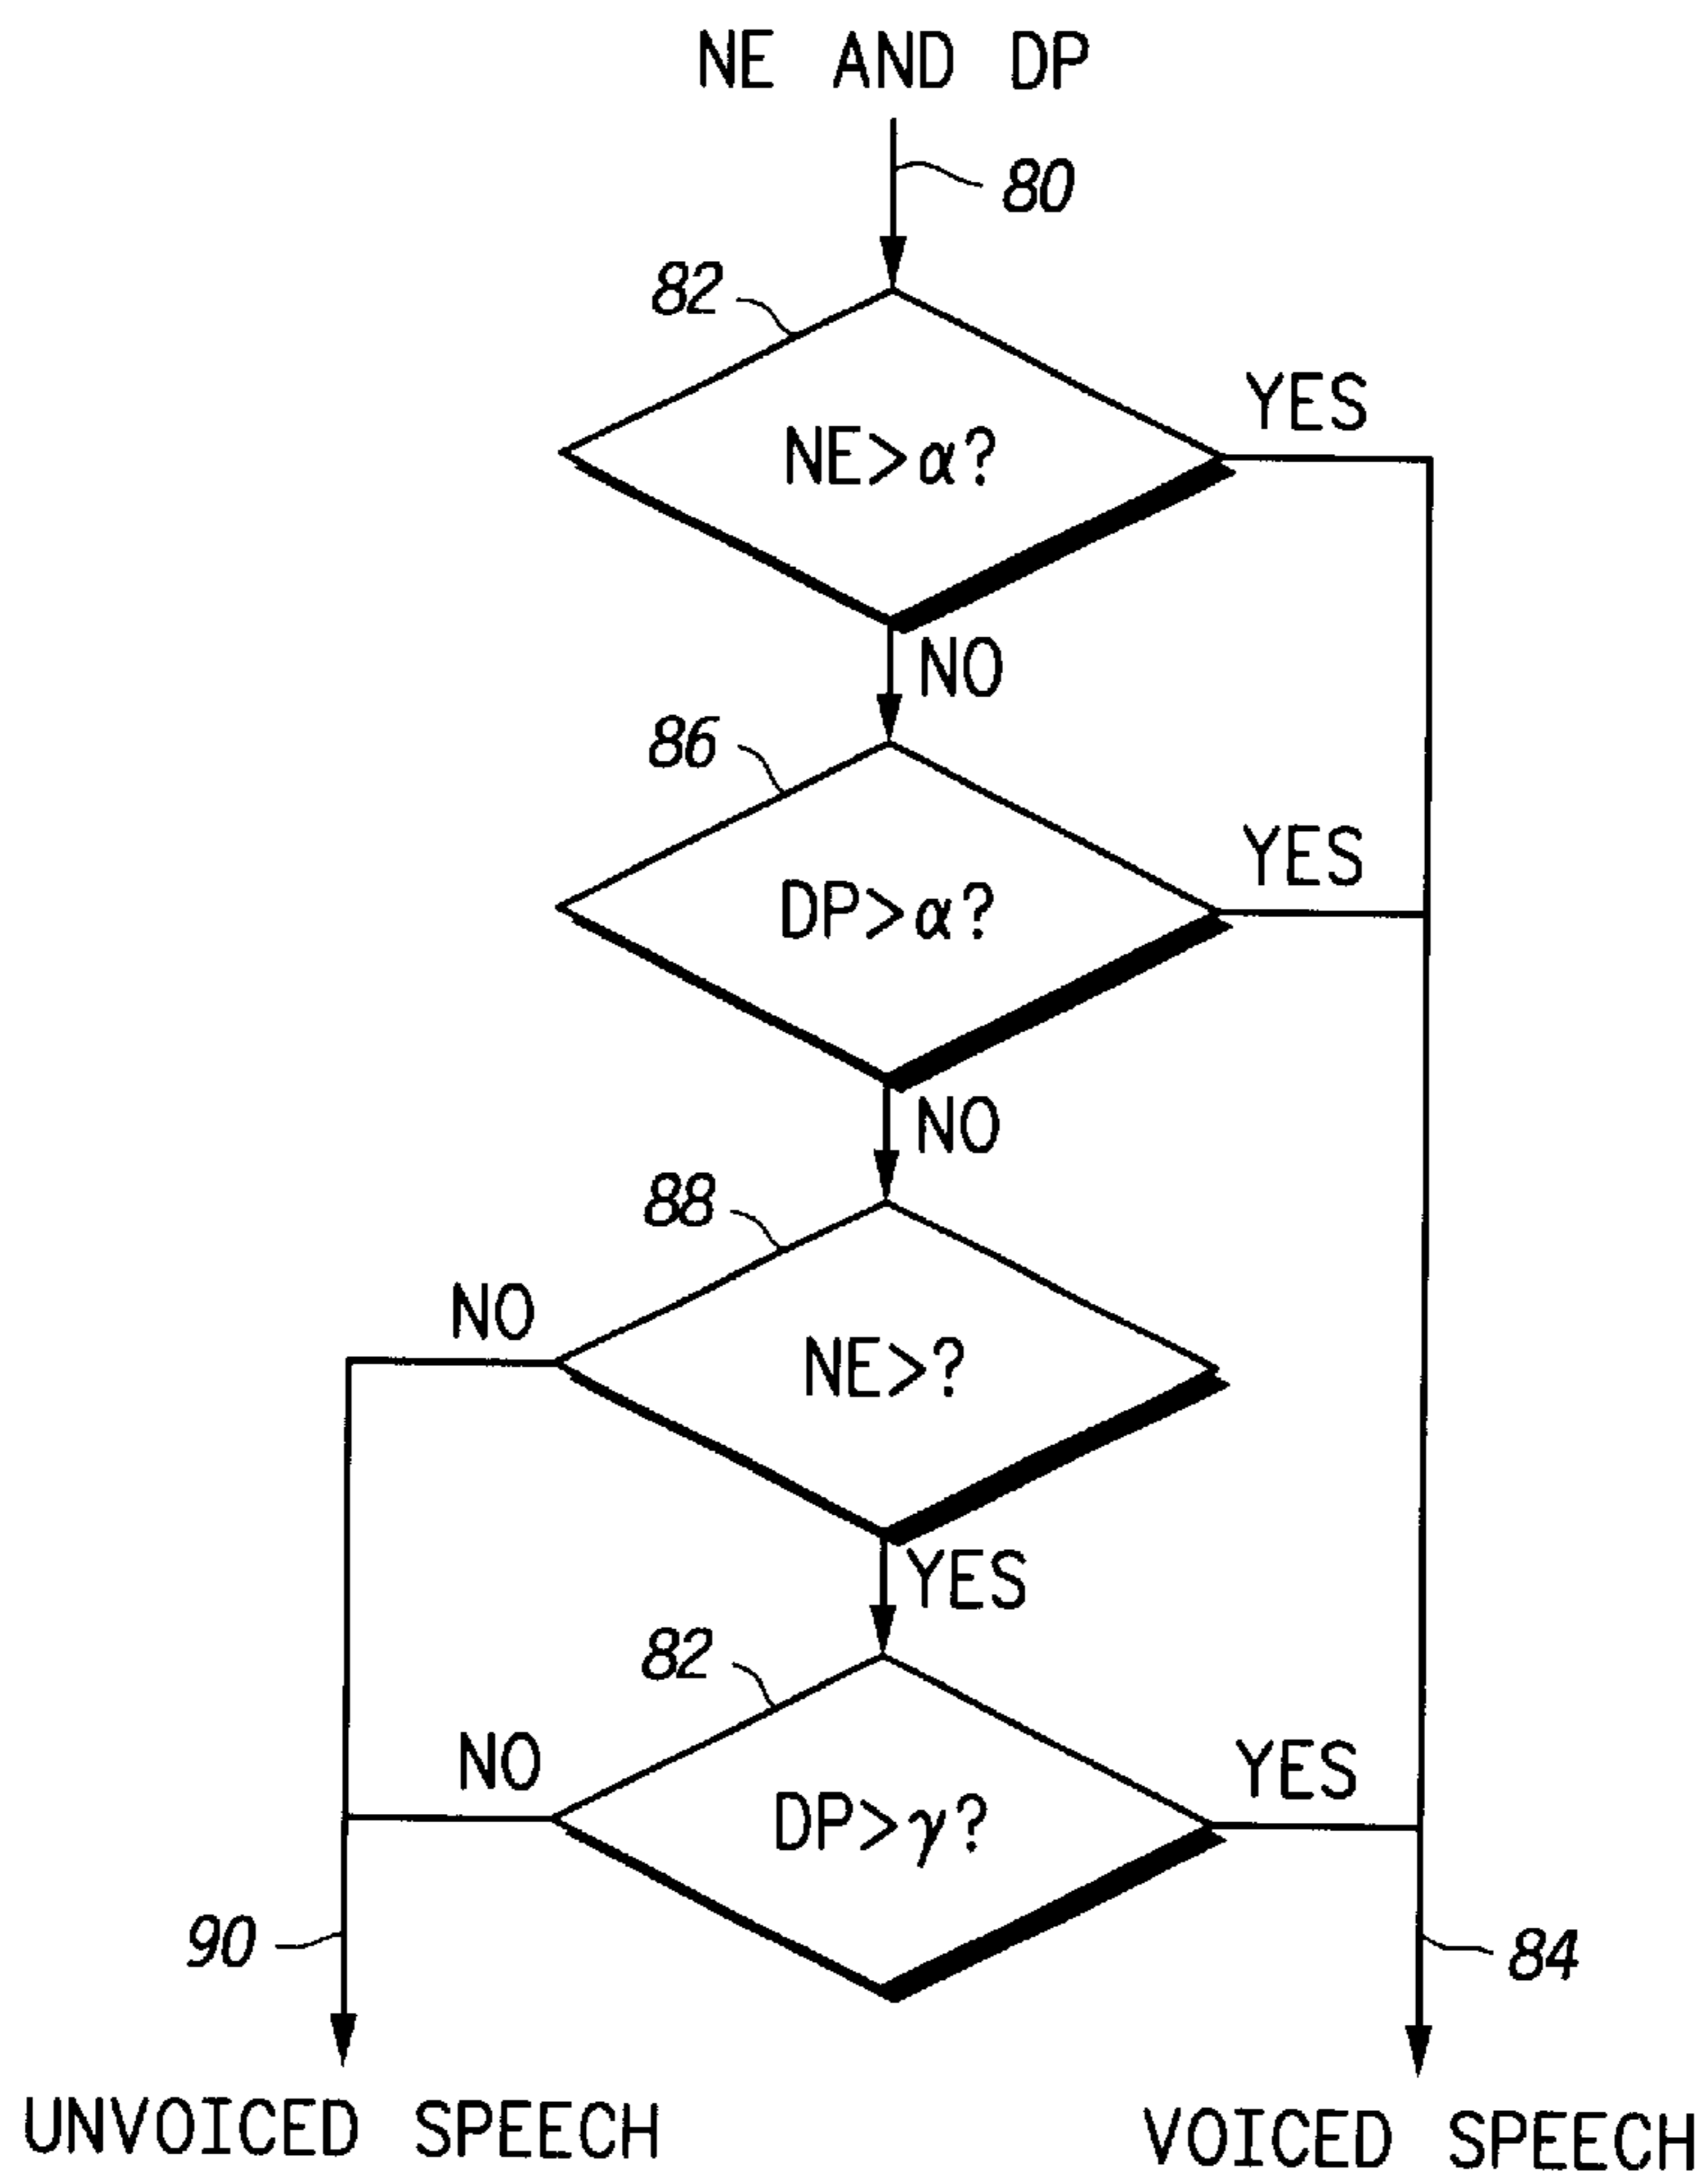 NE AND DP
80
82
YES
NE>α?
NO
86
YES
DP>α?
NO
88
NO
NE>?
YES
82
NO
YES
DP>γ?
90
84
UNVOICED SPEECH
VOICED SPEECH